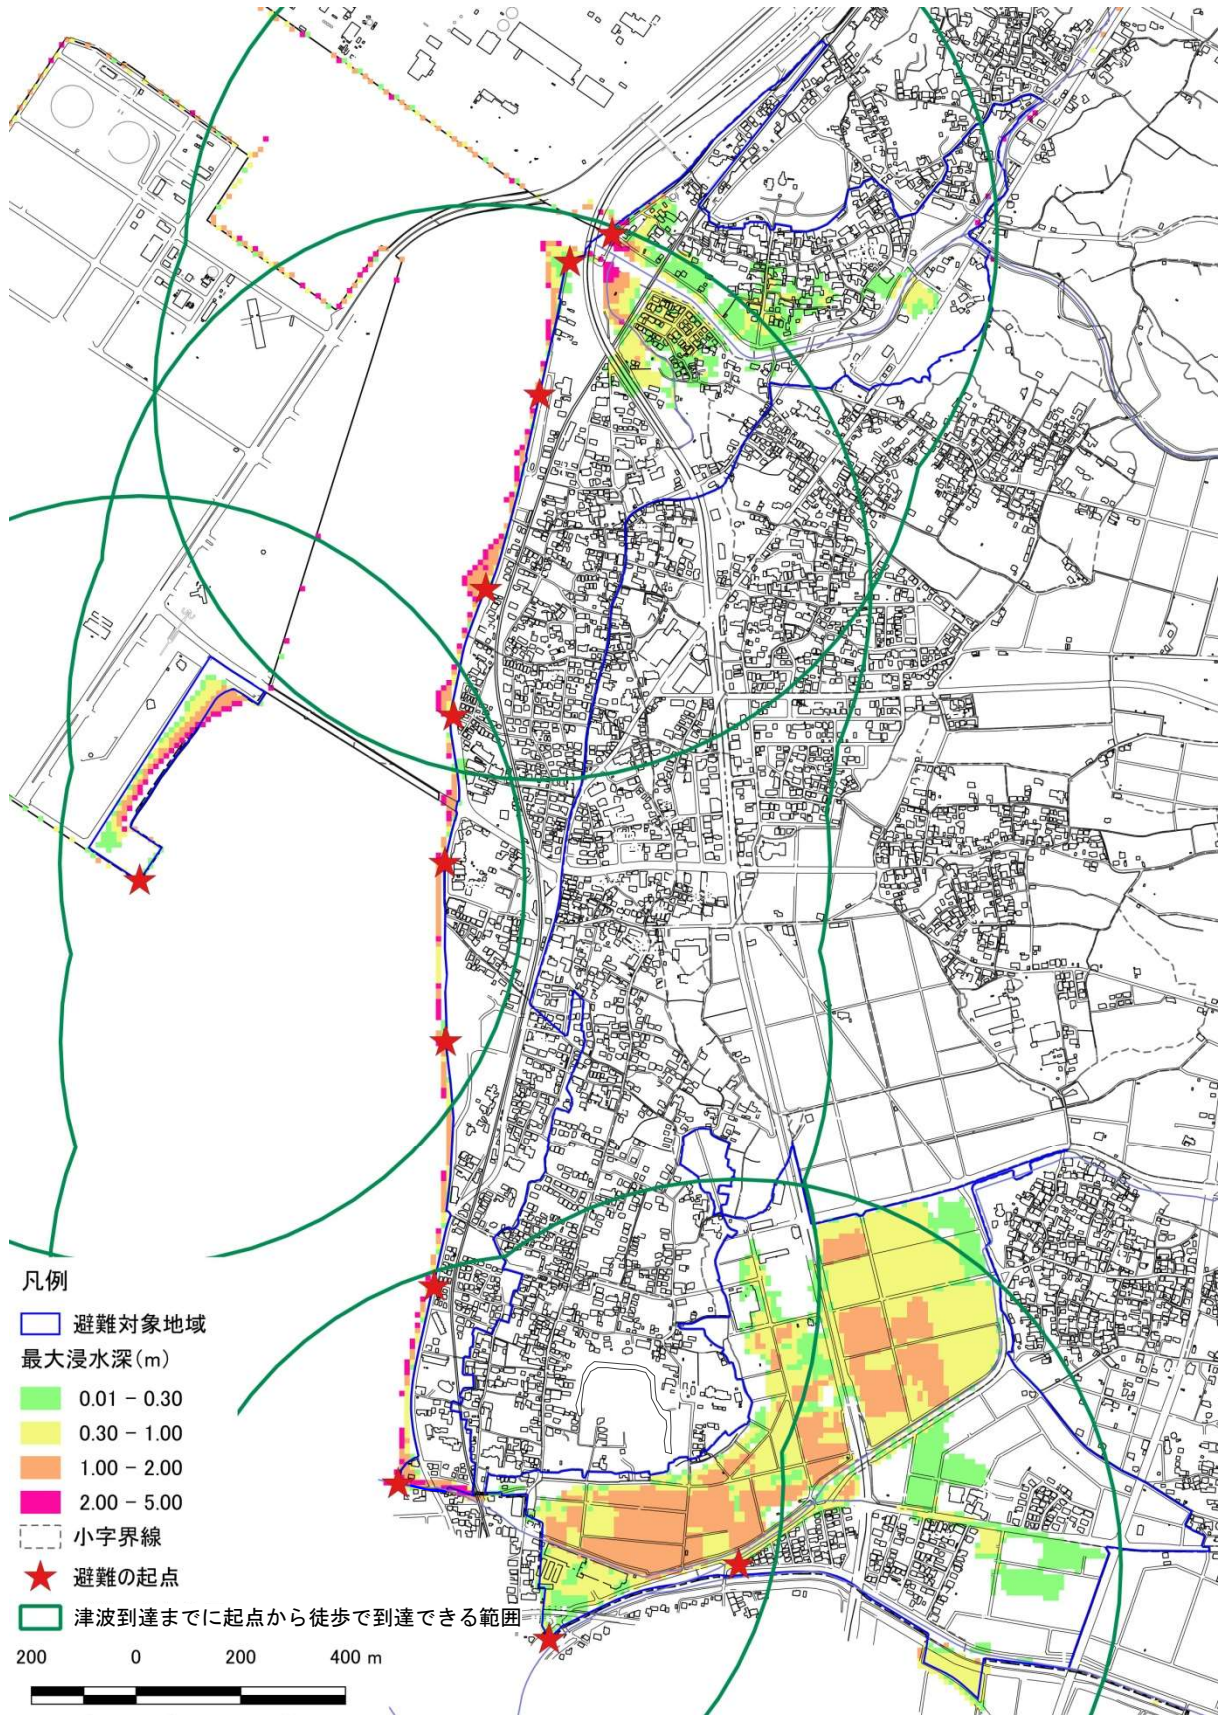 凡例
避難対象地域
最大浸水深(m)
0.01 - 0.30
0.30 - 1.00
1.00 - 2.00
2.00 - 5.00
小字界線
避難の起点
津波到達までに起点から徒歩で到達できる範囲
200 0 200 400 m